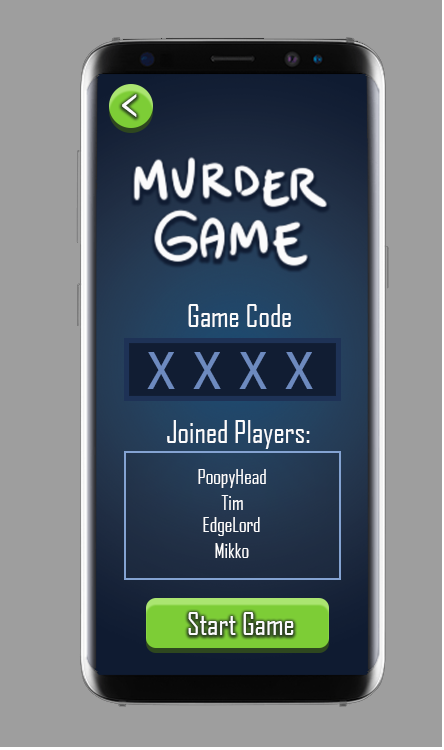 MURDER
GAME
Game Code
X X X X
Joined Players:
PoopyHead
Tim
EdgeLord
Mikko
Start Game